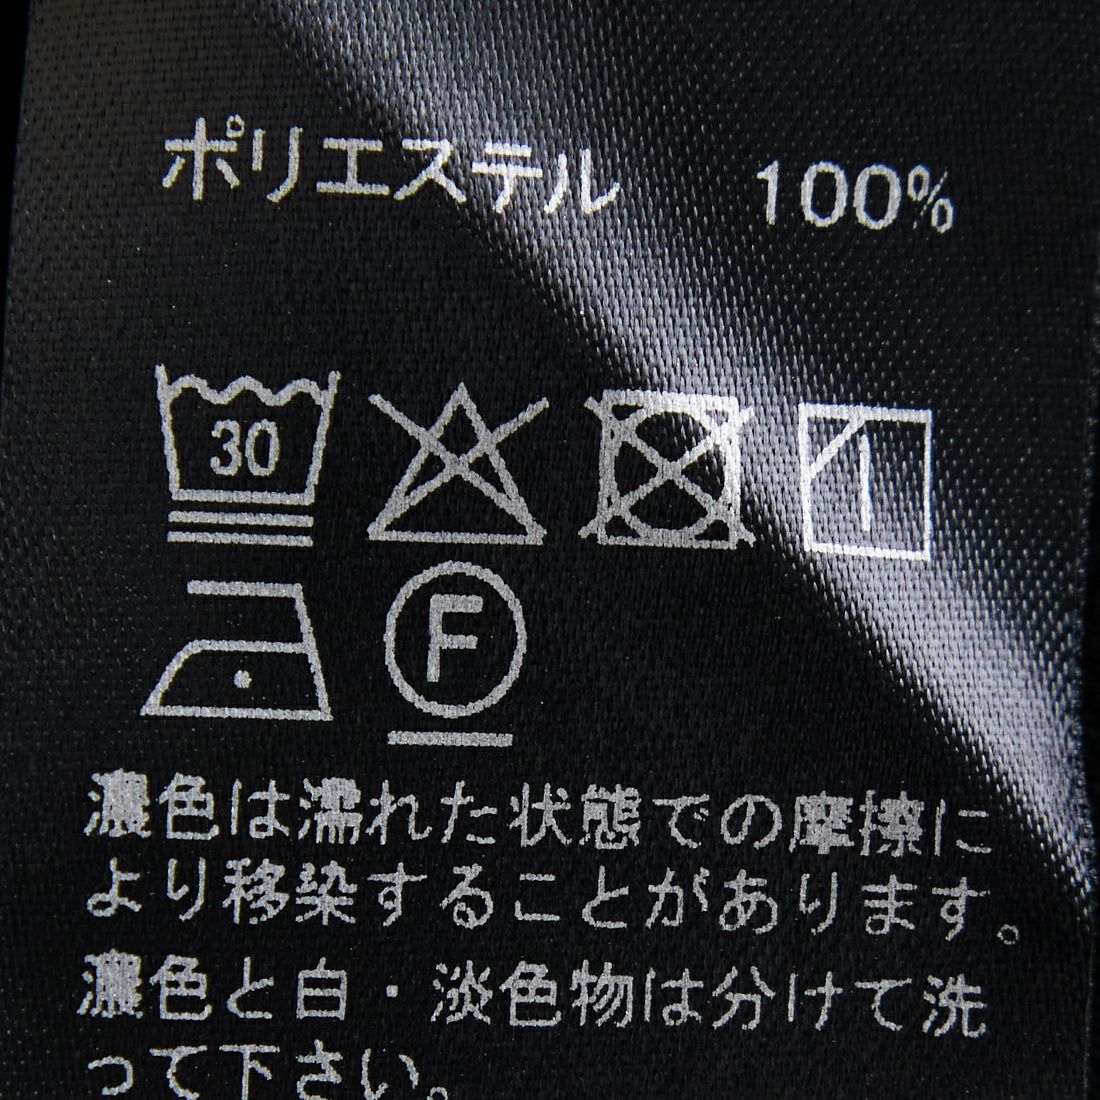 ポリエステル 100%
30
F
濃色は濡れた状態での摩擦に
より移染することがあります。
濃色と白・淡色物は分けて洗
って下さい。